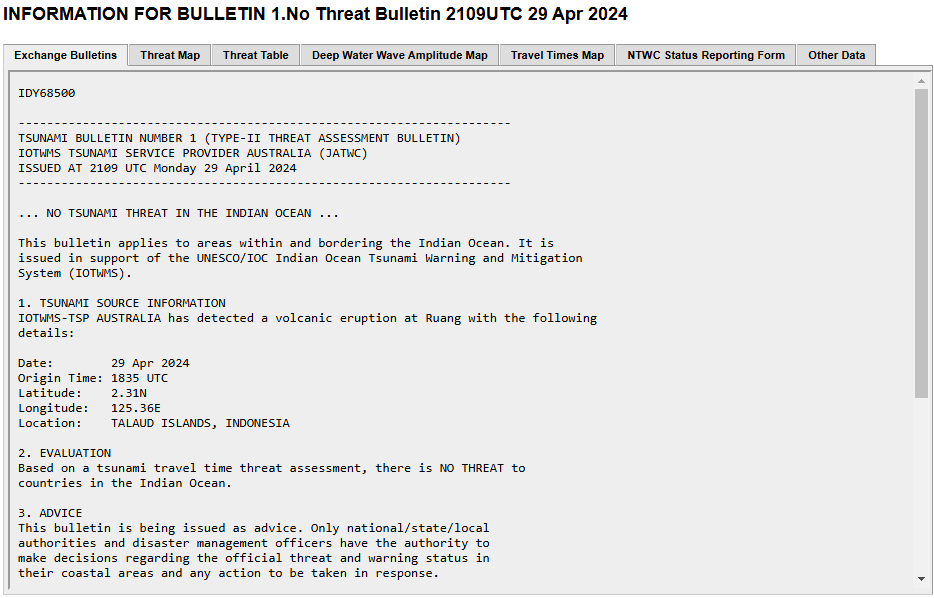 INFORMATION FOR BULLETIN 1.No Threat Bulletin 2109UTC 29 Apr 2024
Exchange Bulletins Threat Map Threat Table Deep Water Wave Amplitude Map Travel Times Map NTWC Status Reporting Form Other Data
IDY68500
---------------------------------------------------------------------
TSUNAMI BULLETIN NUMBER 1 (TYPE-II THREAT ASSESSMENT BULLETIN)
IOTWMS TSUNAMI SERVICE PROVIDER AUSTRALIA (JATWC)
ISSUED AT 2109 UTC Monday 29 April 2024
---------------------------------------------------------------------
... NO TSUNAMI THREAT IN THE INDIAN OCEAN ...
This bulletin applies to areas within and bordering the Indian Ocean. It is
issued in support of the UNESCO/IOC Indian Ocean Tsunami Warning and Mitigation
System (IOTWMS).
1. TSUNAMI SOURCE INFORMATION
IOTWMS-TSP AUSTRALIA has detected a volcanic eruption at Ruang with the following
details:
Date: 29 Apr 2024
Origin Time: 1835 UTC
Latitude: 2.31N
Longitude: 125.36E
Location: TALAUD ISLANDS, INDONESIA
2. EVALUATION
Based on a tsunami travel time threat assessment, there is NO THREAT to
countries in the Indian Ocean.
3. ADVICE
This bulletin is being issued as advice. Only national/state/local
authorities and disaster management officers have the authority to
make decisions regarding the official threat and warning status in
their coastal areas and any action to be taken in response.